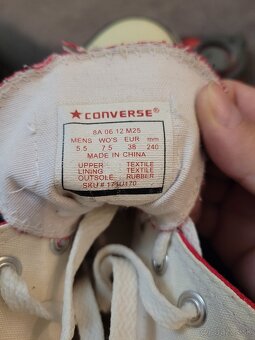 ★CONVERSE®
8A 06 12 M25
MENS WO'S EUR mm
5.5 7.5 38 240
MADE IN CHINA
UPPER TEXTILE
LINING TEXTILE
OUTSOLE RUBBER
SKU #